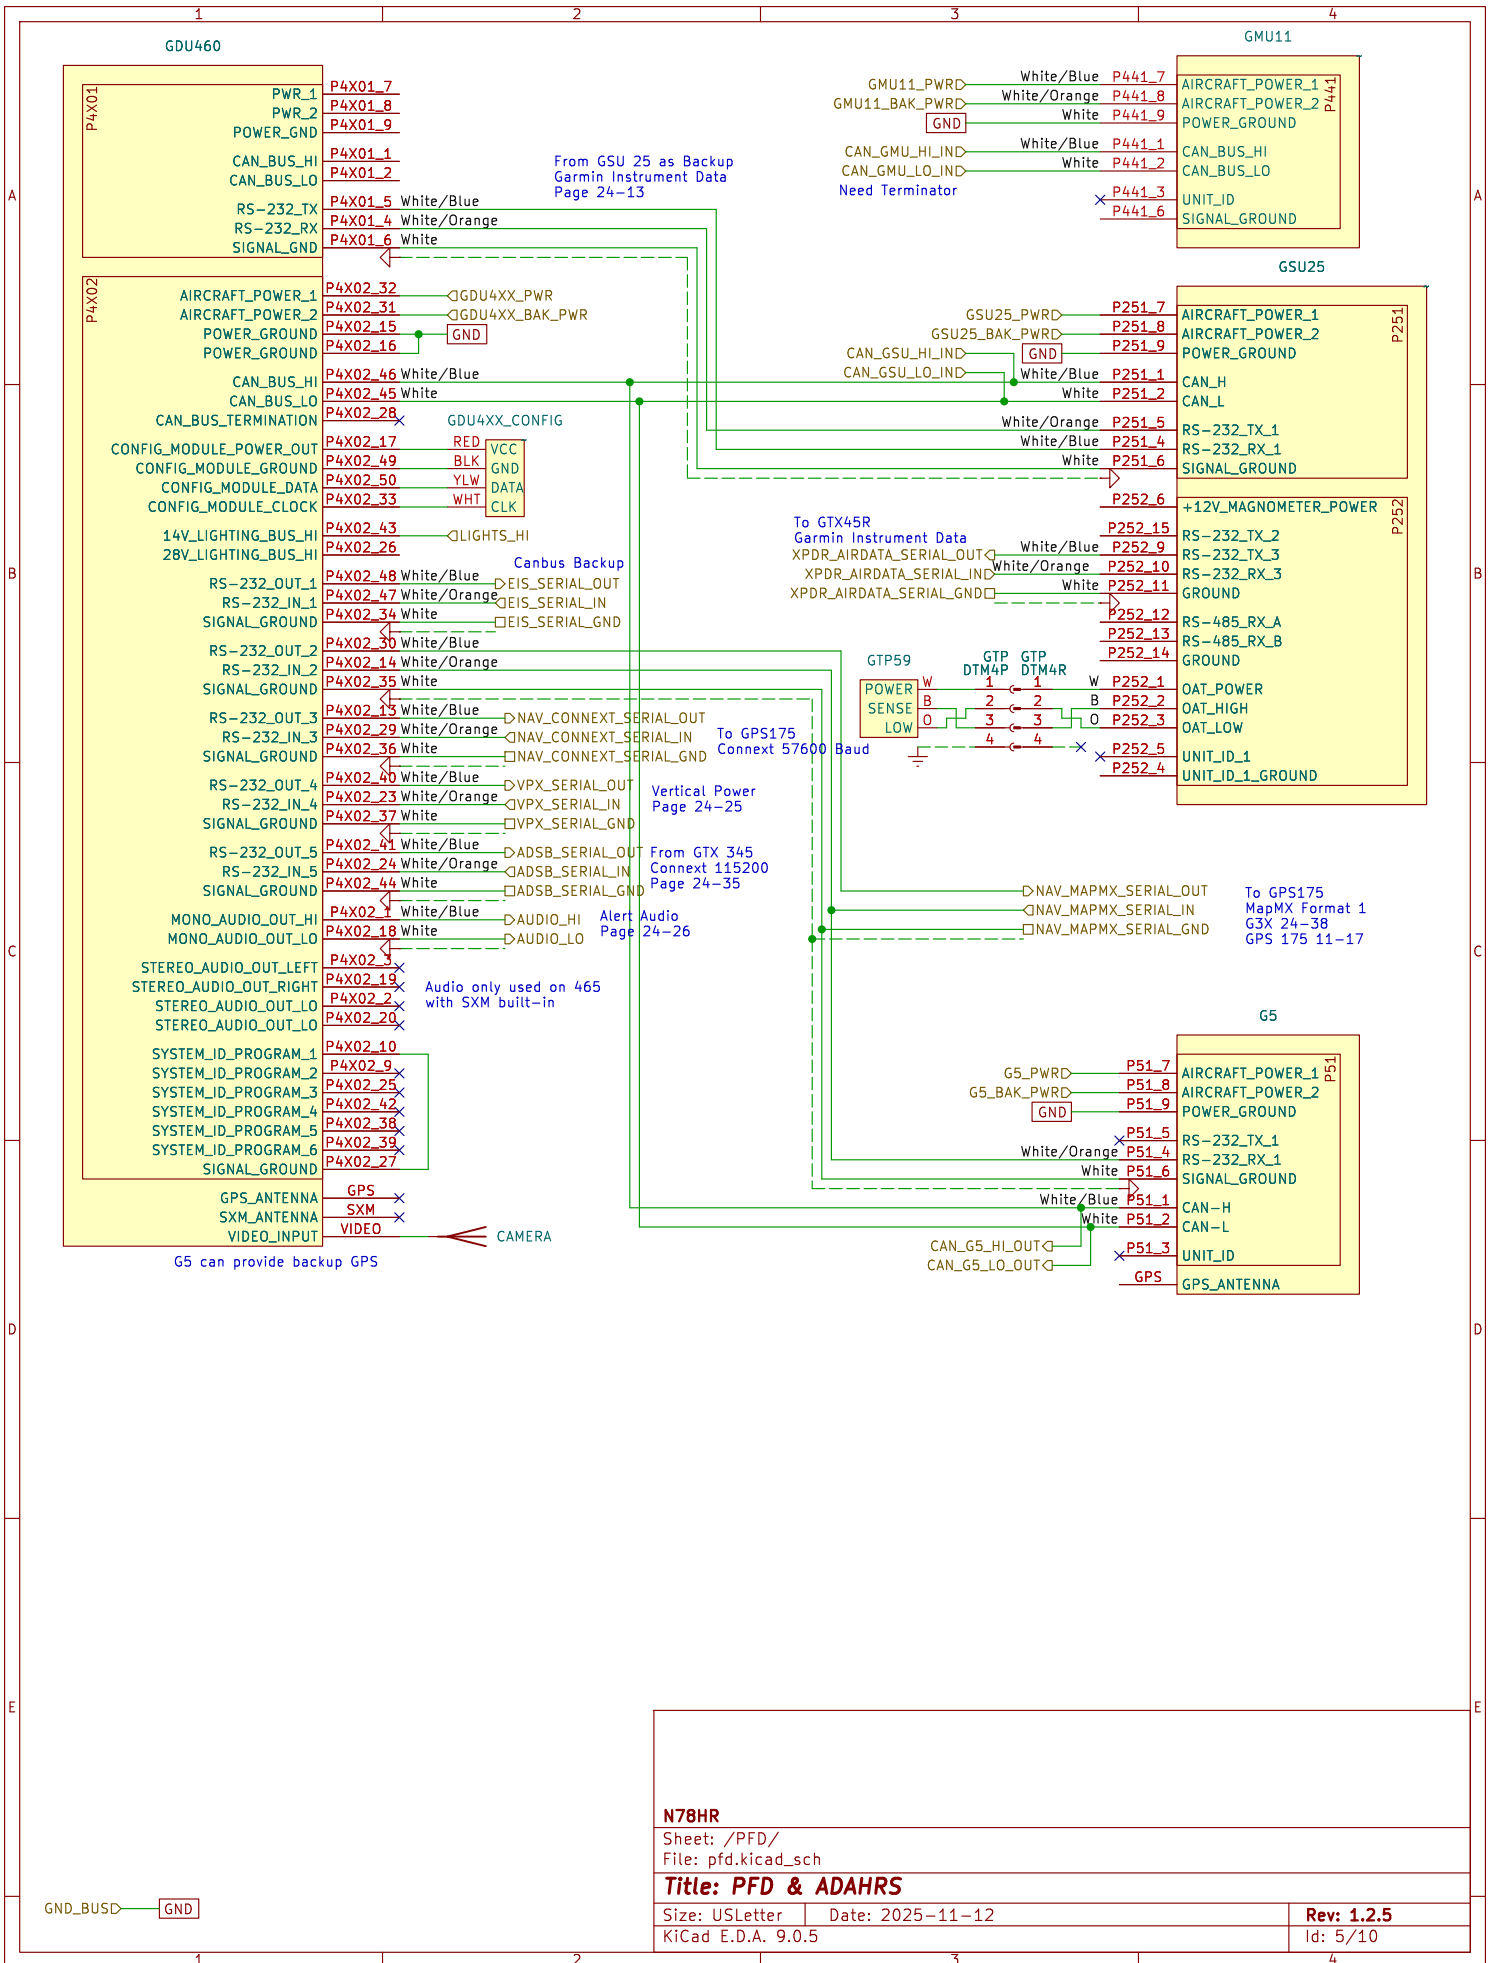 1
2
3
4
GDU460
P4X01
PWR_1 P4X01_7
PWR_2 P4X01_8
POWER_GND P4X01_9
CAN_BUS_HI P4X01_1
CAN_BUS_LO P4X01_2
RS-232_TX P4X01_5 White/Blue
RS-232_RX P4X01_4 White/Orange
SIGNAL_GND P4X01_6 White
From GSU 25 as Backup
Garmin Instrument Data
Page 24-13
P4X02
AIRCRAFT_POWER_1 P4X02_32 GDU4XX_PWR
AIRCRAFT_POWER_2 P4X02_31 GDU4XX_BAK_PWR
POWER_GROUND P4X02_15 GND
POWER_GROUND P4X02_16
CAN_BUS_HI P4X02_46 White/Blue
CAN_BUS_LO P4X02_45 White
CAN_BUS_TERMINATION P4X02_28
GDU4XX_CONFIG
CONFIG_MODULE_POWER_OUT P4X02_17 RED VCC
CONFIG_MODULE_GROUND P4X02_49 BLK GND
CONFIG_MODULE_DATA P4X02_50 YLW DATA
CONFIG_MODULE_CLOCK P4X02_33 WHT CLK
14V_LIGHTING_BUS_HI P4X02_43 LIGHTS_HI
28V_LIGHTING_BUS_HI P4X02_26
Canbus Backup
RS-232_OUT_1 P4X02_48 White/Blue EIS_SERIAL_OUT
RS-232_IN_1 P4X02_47 White/Orange EIS_SERIAL_IN
SIGNAL_GROUND P4X02_34 White EIS_SERIAL_GND
RS-232_OUT_2 P4X02_30 White/Blue
RS-232_IN_2 P4X02_14 White/Orange
SIGNAL_GROUND P4X02_35 White
RS-232_OUT_3 P4X02_13 White/Blue NAV_CONNEXT_SERIAL_OUT
RS-232_IN_3 P4X02_29 White/Orange NAV_CONNEXT_SERIAL_IN
SIGNAL_GROUND P4X02_36 White NAV_CONNEXT_SERIAL_GND
To GPS175
Connext 57600 Baud
RS-232_OUT_4 P4X02_40 White/Blue VPX_SERIAL_OUT
RS-232_IN_4 P4X02_23 White/Orange VPX_SERIAL_IN
SIGNAL_GROUND P4X02_37 White VPX_SERIAL_GND
Vertical Power
Page 24-25
RS-232_OUT_5 P4X02_41 White/Blue ADSB_SERIAL_OUT
RS-232_IN_5 P4X02_24 White/Orange ADSB_SERIAL_IN
SIGNAL_GROUND P4X02_44 White ADSB_SERIAL_GND
From GTX 345
Connext 115200
Page 24-35
MONO_AUDIO_OUT_HI P4X02_1 White/Blue AUDIO_HI
MONO_AUDIO_OUT_LO P4X02_18 White AUDIO_LO
Alert Audio
Page 24-26
STEREO_AUDIO_OUT_LEFT P4X02_3
STEREO_AUDIO_OUT_RIGHT P4X02_19
STEREO_AUDIO_OUT_LO P4X02_2
STEREO_AUDIO_OUT_LO P4X02_20
Audio only used on 465
with SXM built-in
SYSTEM_ID_PROGRAM_1 P4X02_10
SYSTEM_ID_PROGRAM_2 P4X02_9
SYSTEM_ID_PROGRAM_3 P4X02_25
SYSTEM_ID_PROGRAM_4 P4X02_42
SYSTEM_ID_PROGRAM_5 P4X02_38
SYSTEM_ID_PROGRAM_6 P4X02_39
SIGNAL_GROUND P4X02_27
GPS_ANTENNA GPS
SXM_ANTENNA SXM
VIDEO_INPUT VIDEO CAMERA
G5 can provide backup GPS
GMU11
P441
GMU11_PWR White/Blue P441_7 AIRCRAFT_POWER_1
GMU11_BAK_PWR White/Orange P441_8 AIRCRAFT_POWER_2
GND White P441_9 POWER_GROUND
CAN_GMU_HI_IN White/Blue P441_1 CAN_BUS_HI
CAN_GMU_LO_IN White P441_2 CAN_BUS_LO
Need Terminator
P441_3 UNIT_ID
P441_6 SIGNAL_GROUND
GSU25
P251
GSU25_PWR P251_7 AIRCRAFT_POWER_1
GSU25_BAK_PWR P251_8 AIRCRAFT_POWER_2
CAN_GSU_HI_IN GND P251_9 POWER_GROUND
CAN_GSU_LO_IN White/Blue P251_1 CAN_H
White P251_2 CAN_L
White/Orange P251_5 RS-232_TX_1
White/Blue P251_4 RS-232_RX_1
White P251_6 SIGNAL_GROUND
P252
P252_6 +12V_MAGNOMETER_POWER
To GTX45R
Garmin Instrument Data
P252_15 RS-232_TX_2
XPDR_AIRDATA_SERIAL_OUT White/Blue P252_9 RS-232_TX_3
XPDR_AIRDATA_SERIAL_IN White/Orange P252_10 RS-232_RX_3
XPDR_AIRDATA_SERIAL_GND White P252_11 GROUND
P252_12 RS-485_RX_A
P252_13 RS-485_RX_B
P252_14 GROUND
GTP59 GTP GTP
DTM4P DTM4R
POWER W 1 1 W P252_1 OAT_POWER
SENSE B 2 2 B P252_2 OAT_HIGH
LOW O 3 3 O P252_3 OAT_LOW
4 4
P252_5 UNIT_ID_1
P252_4 UNIT_ID_1_GROUND
NAV_MAPMX_SERIAL_OUT
NAV_MAPMX_SERIAL_IN
NAV_MAPMX_SERIAL_GND
To GPS175
MapMX Format 1
G3X 24-38
GPS 175 11-17
G5
P51
G5_PWR P51_7 AIRCRAFT_POWER_1
G5_BAK_PWR P51_8 AIRCRAFT_POWER_2
GND P51_9 POWER_GROUND
P51_5 RS-232_TX_1
White/Orange P51_4 RS-232_RX_1
White P51_6 SIGNAL_GROUND
White/Blue P51_1 CAN-H
White P51_2 CAN-L
CAN_G5_HI_OUT
CAN_G5_LO_OUT
P51_3 UNIT_ID
GPS GPS_ANTENNA
A
A
B
B
C
C
D
D
E
E
GND_BUS GND
N78HR
Sheet: /PFD/
File: pfd.kicad_sch
Title: PFD & ADAHRS
Size: USLetter Date: 2025-11-12 Rev: 1.2.5
KiCad E.D.A. 9.0.5 Id: 5/10
1
2
3
4